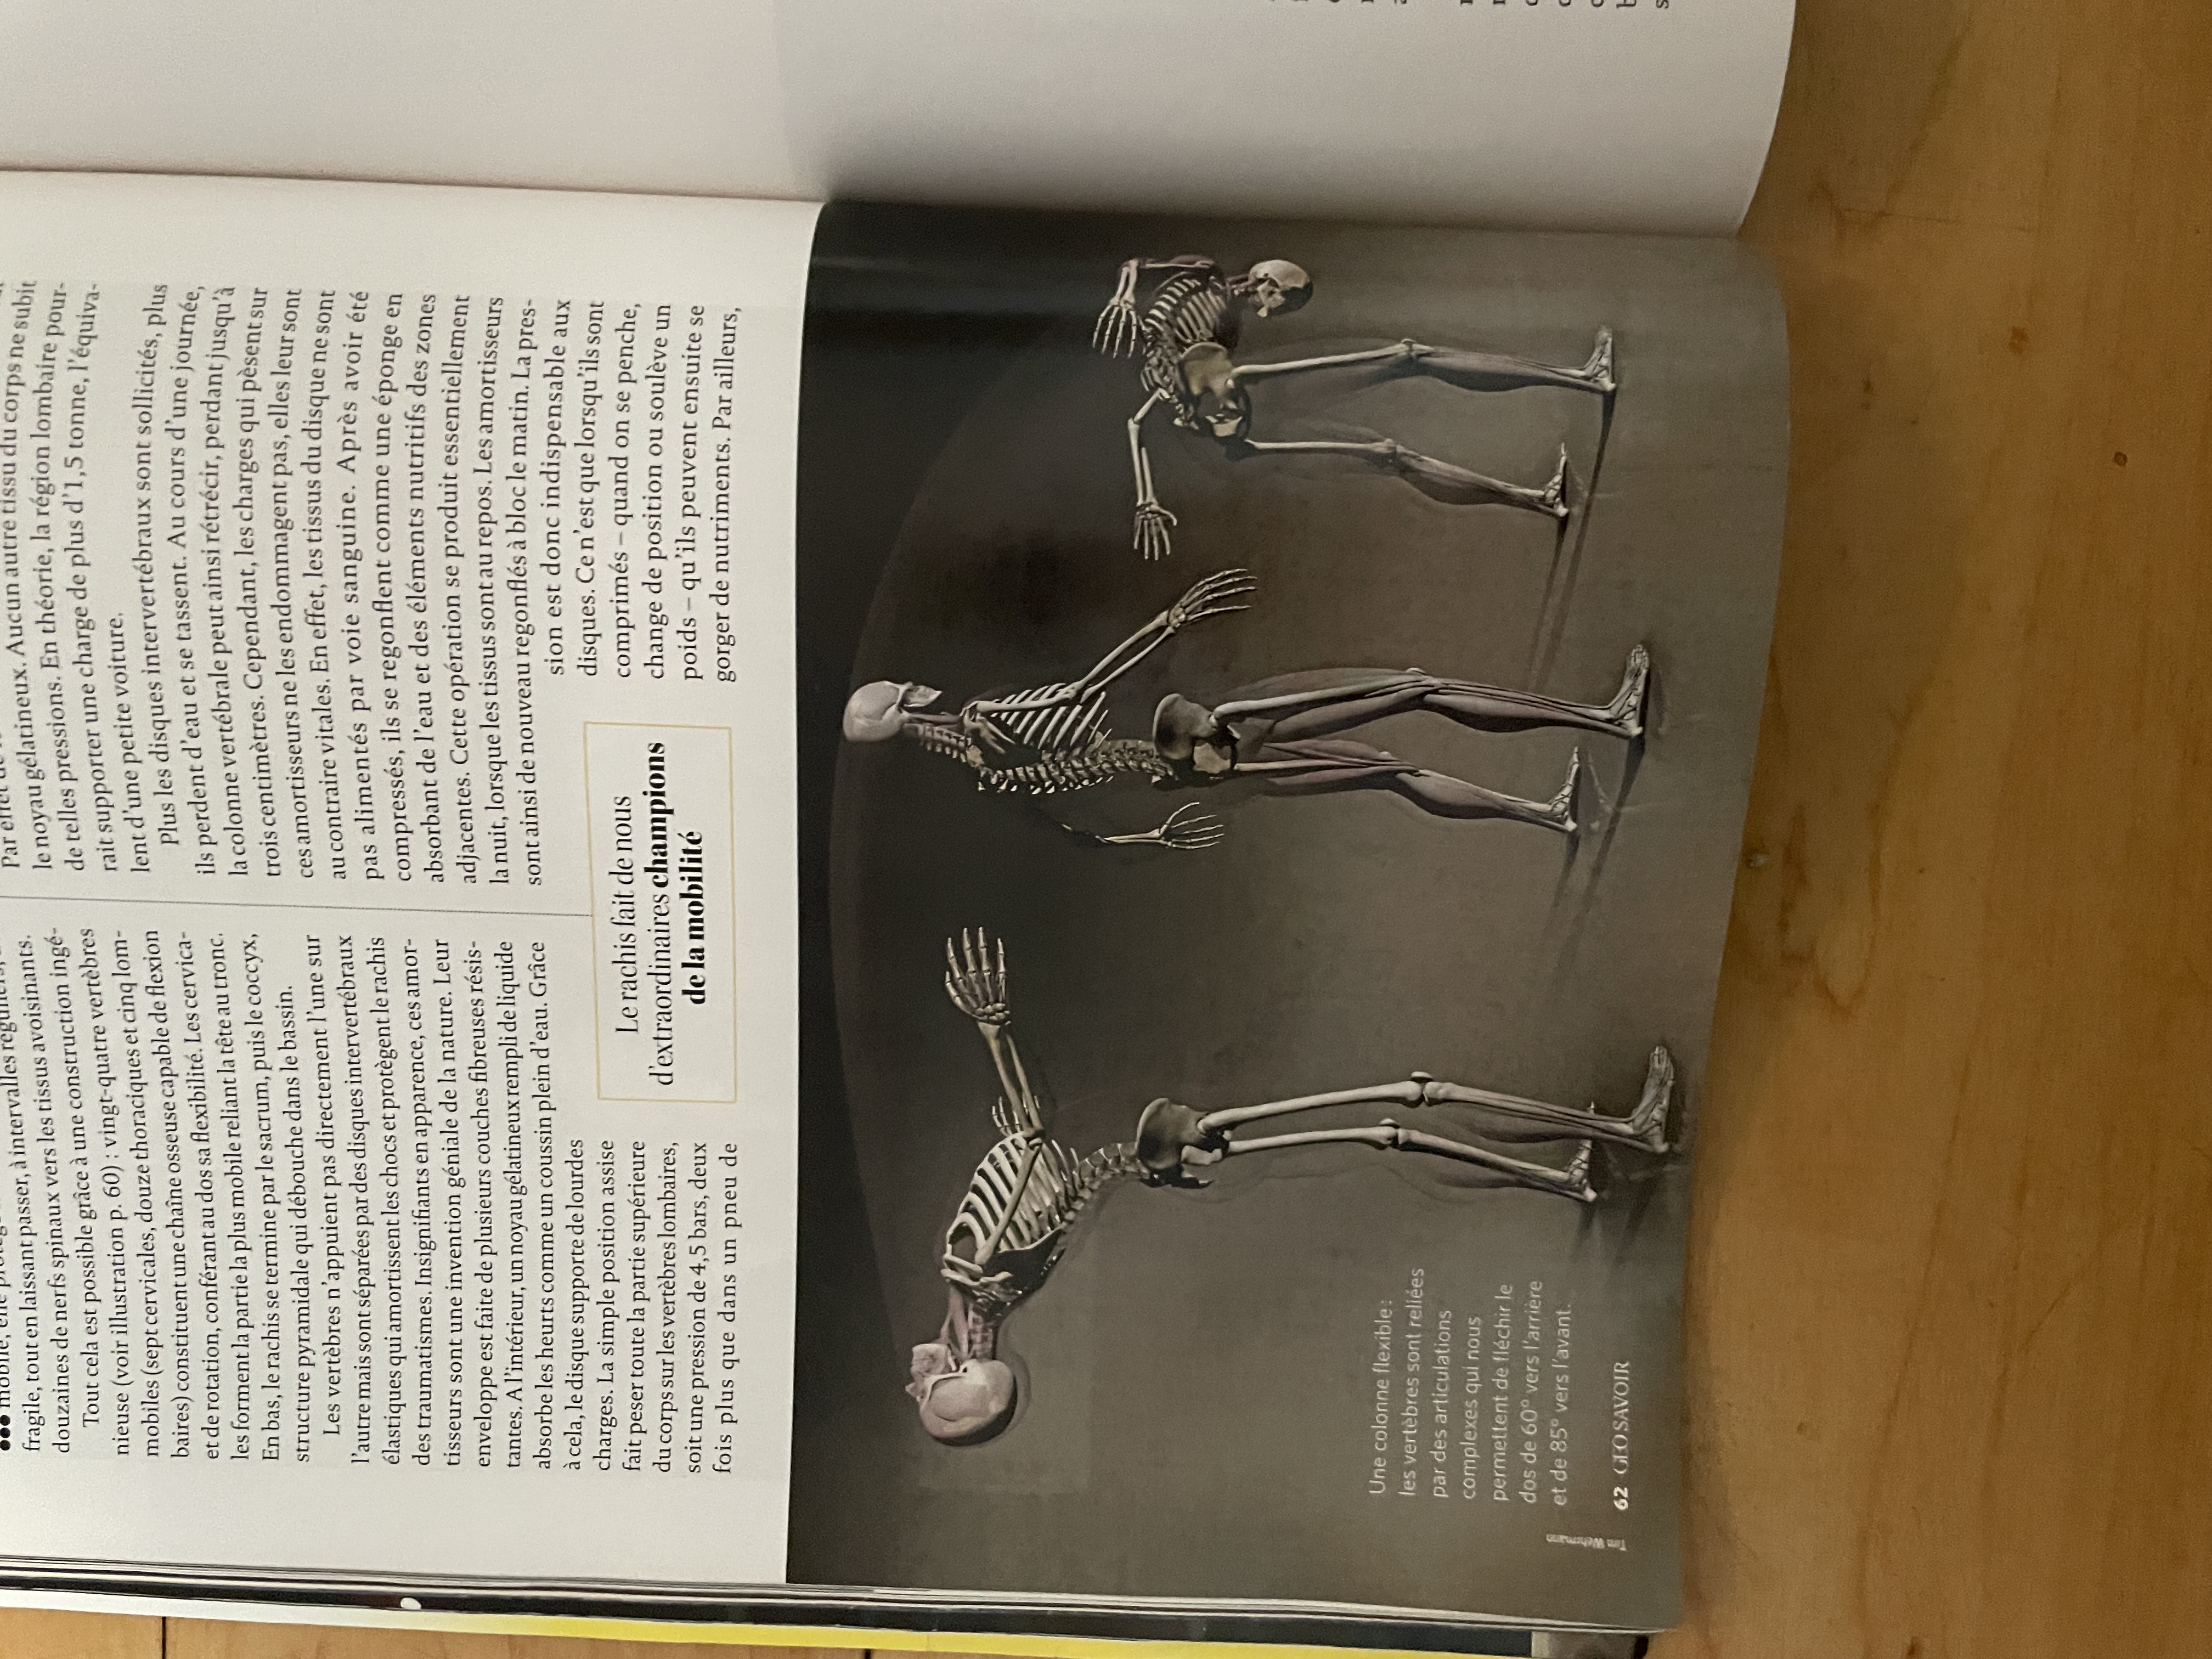 ●●● mobile, elle
fragile, tout en laissant passer, à intervalles réguliers,
douzaines de nerfs spinaux vers les tissus avoisinants.
Tout cela est possible grâce à une construction ingé-
nieuse (voir illustration p. 60) : vingt-quatre vertèbres
mobiles (sept cervicales, douze thoraciques et cinq lom-
baires) constituent une chaîne osseuse capable de flexion
et de rotation, conférant au dos sa flexibilité. Les cervica-
les forment la partie la plus mobile reliant la tête au tronc.
En bas, le rachis se termine par le sacrum, puis le coccyx,
structure pyramidale qui débouche dans le bassin.
Les vertèbres n'appuient pas directement l'une sur
l'autre mais sont séparées par des disques intervertébraux
élastiques qui amortissent les chocs et protègent le rachis
des traumatismes. Insignifiants en apparence, ces amor-
tisseurs sont une invention géniale de la nature. Leur
enveloppe est faite de plusieurs couches fibreuses résis-
tantes. A l'intérieur, un noyau gélatineux rempli de liquide
absorbe les heurts comme un coussin plein d'eau. Grâce
à cela, le disque supporte de lourdes
charges. La simple position assise
fait peser toute la partie supérieure
du corps sur les vertèbres lombaires,
soit une pression de 4,5 bars, deux
fois plus que dans un pneu de
Par effet de
le noyau gélatineux. Aucun autre tissu du corps ne subit
de telles pressions. En théorie, la région lombaire pour-
rait supporter une charge de plus d'1,5 tonne, l'équiva-
lent d'une petite voiture.
Plus les disques intervertébraux sont sollicités, plus
ils perdent d'eau et se tassent. Au cours d'une journée,
la colonne vertébrale peut ainsi rétrécir, perdant jusqu'à
trois centimètres. Cependant, les charges qui pèsent sur
ces amortisseurs ne les endommagent pas, elles leur sont
au contraire vitales. En effet, les tissus du disque ne sont
pas alimentés par voie sanguine. Après avoir été
compressés, ils se regonflent comme une éponge en
absorbant de l'eau et des éléments nutritifs des zones
adjacentes. Cette opération se produit essentiellement
la nuit, lorsque les tissus sont au repos. Les amortisseurs
sont ainsi de nouveau regonflés à bloc le matin. La pres-
sion est donc indispensable aux
disques. Ce n'est que lorsqu'ils sont
comprimés – quand on se penche,
change de position ou soulève un
poids – qu'ils peuvent ensuite se
gorger de nutriments. Par ailleurs,
Le rachis fait de nous
d'extraordinaires champions
de la mobilité
Une colonne flexible :
les vertèbres sont reliées
par des articulations
complexes qui nous
permettent de fléchir le
dos de 60° vers l'arrière
et de 85° vers l'avant.
Tim Wehrmann
62 GEO SAVOIR